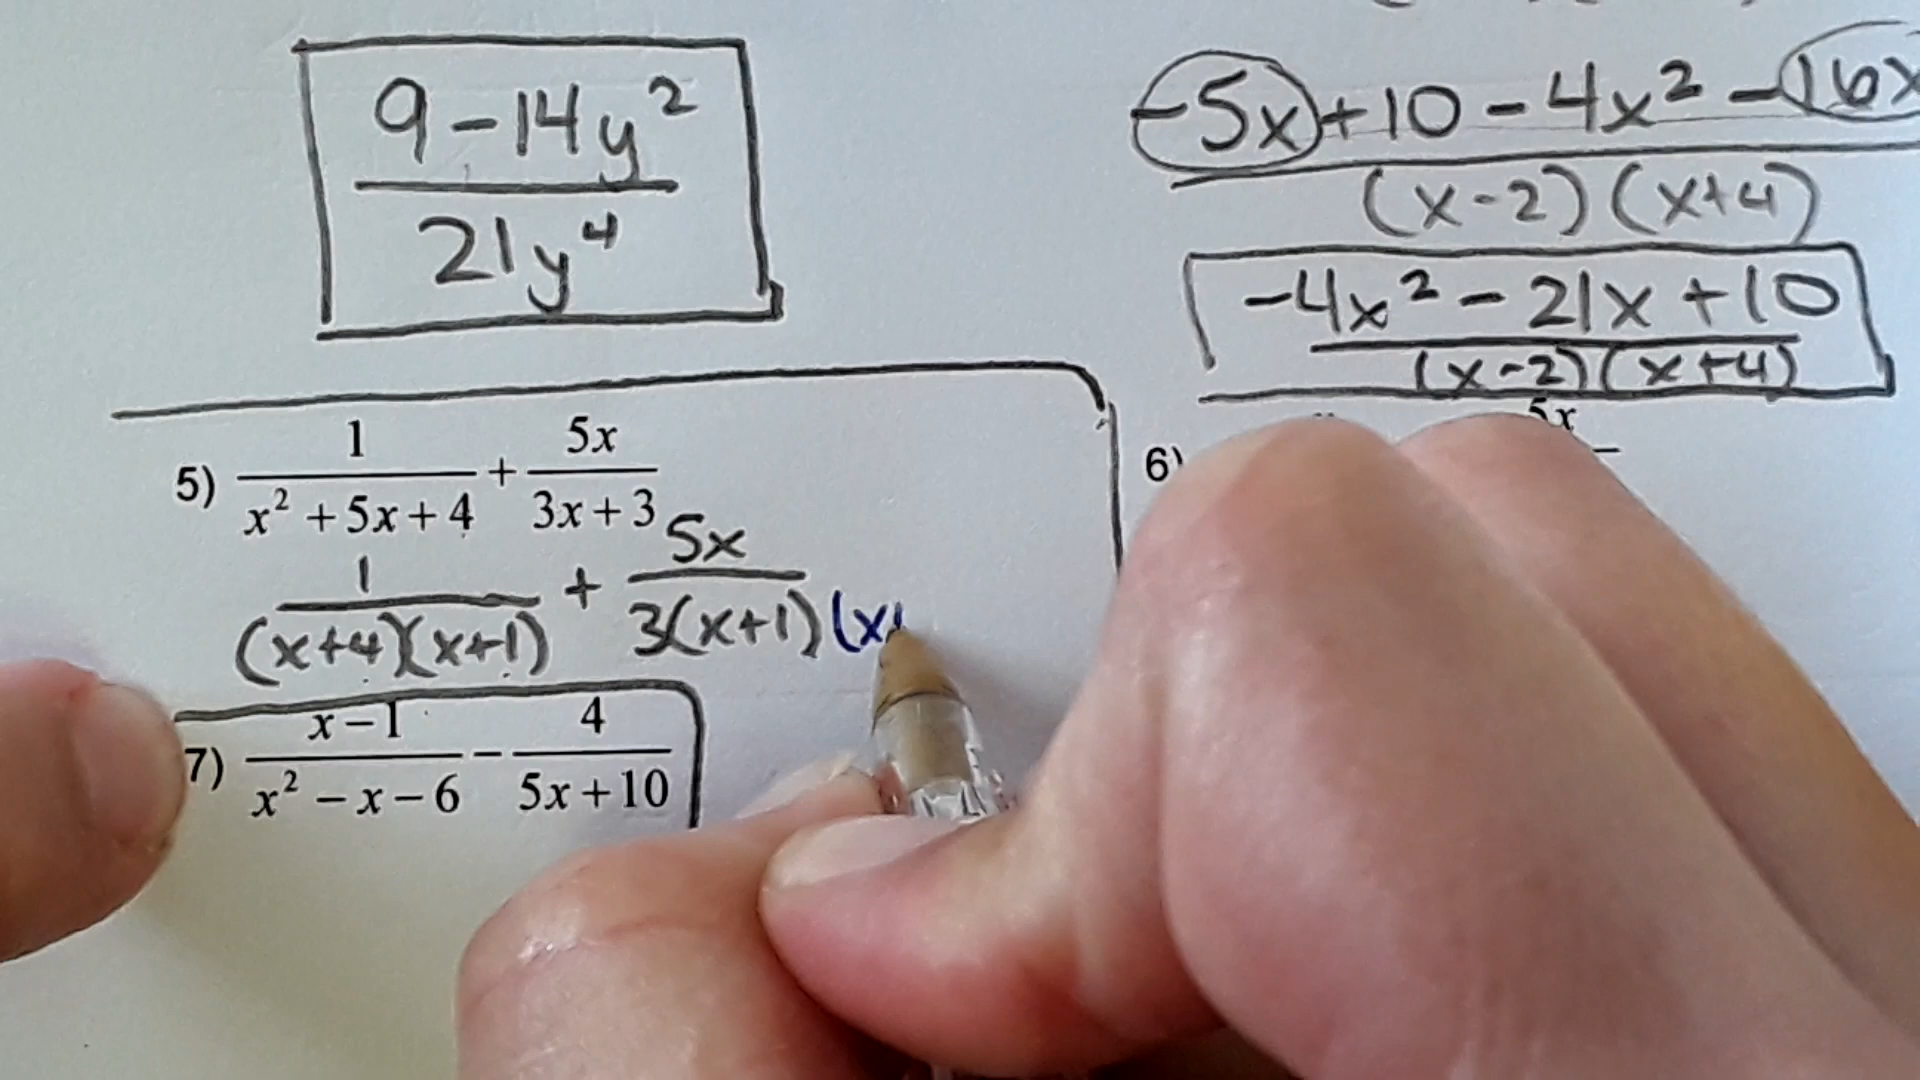 9 - 14y²
21y⁴
-5x + 10 - 4x² - 16x
(x-2)(x+4)
-4x² - 21x + 10
(x-2)(x+4)
5) 1/(x² + 5x + 4) + 5x/(3x + 3)
1/((x+4)(x+1)) + 5x/(3(x+1)(x
6) 5x
7) (x - 1)/(x² - x - 6) - 4/(5x + 10)